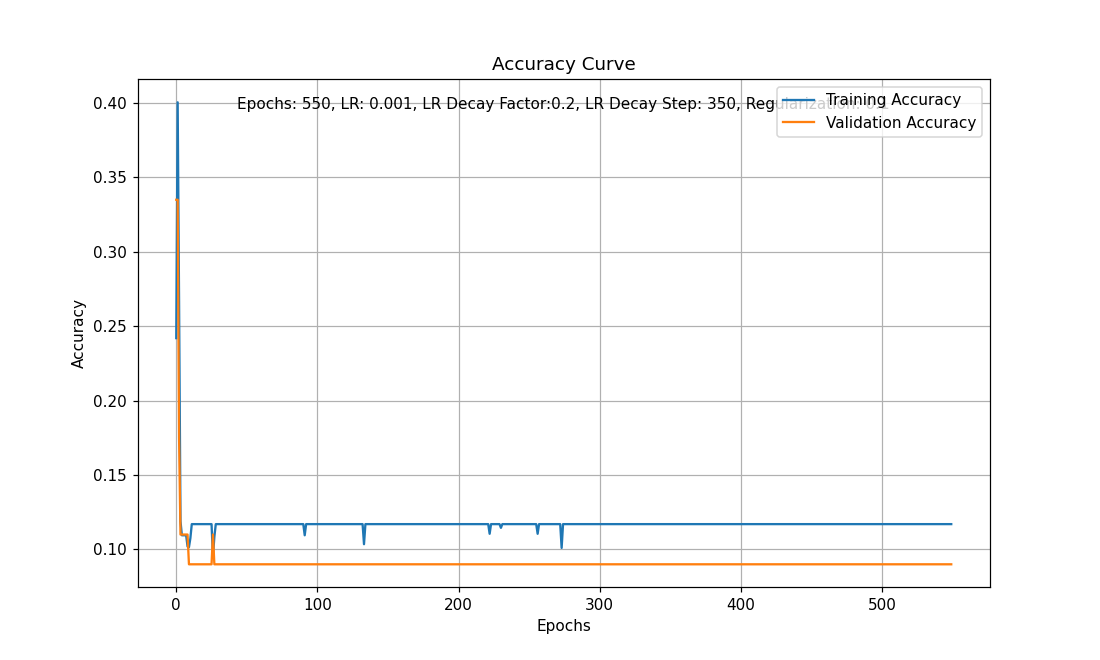 Accuracy Curve
Epochs: 550, LR: 0.001, LR Decay Factor:0.2, LR Decay Step: 350, Regularization:
Training Accuracy
Validation Accuracy
Accuracy
0.40
0.35
0.30
0.25
0.20
0.15
0.10
0
100
200
300
400
500
Epochs